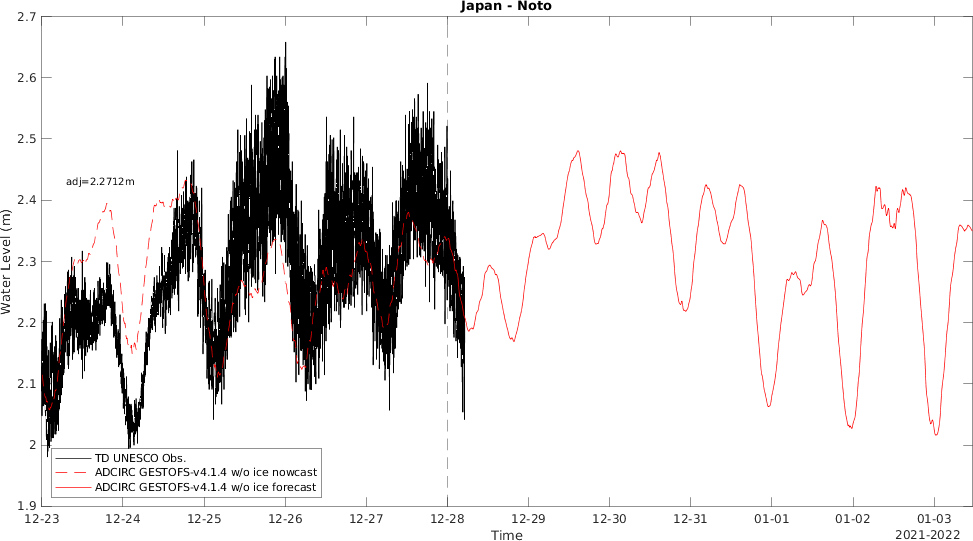 Japan - Noto
2.7
2.6
2.5
2.4
2.3
2.2
2.1
2
1.9
Water Level (m)
adj=2.2712m
TD UNESCO Obs.
ADCIRC GESTOFS-v4.1.4 w/o ice nowcast
ADCIRC GESTOFS-v4.1.4 w/o ice forecast
12-23 12-24 12-25 12-26 12-27 12-28 12-29 12-30 12-31 01-01 01-02 01-03
Time
2021-2022